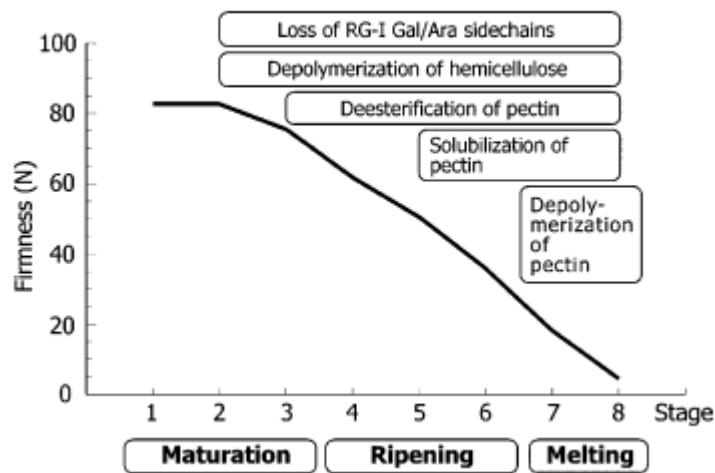 Loss of RG-I Gal/Ara sidechains
Depolymerization of hemicellulose
Deesterification of pectin
Solubilization of
pectin
Depoly-
merization
of
pectin
Firmness (N)
100
80
60
40
20
0
1 2 3 4 5 6 7 8 Stage
Maturation Ripening Melting